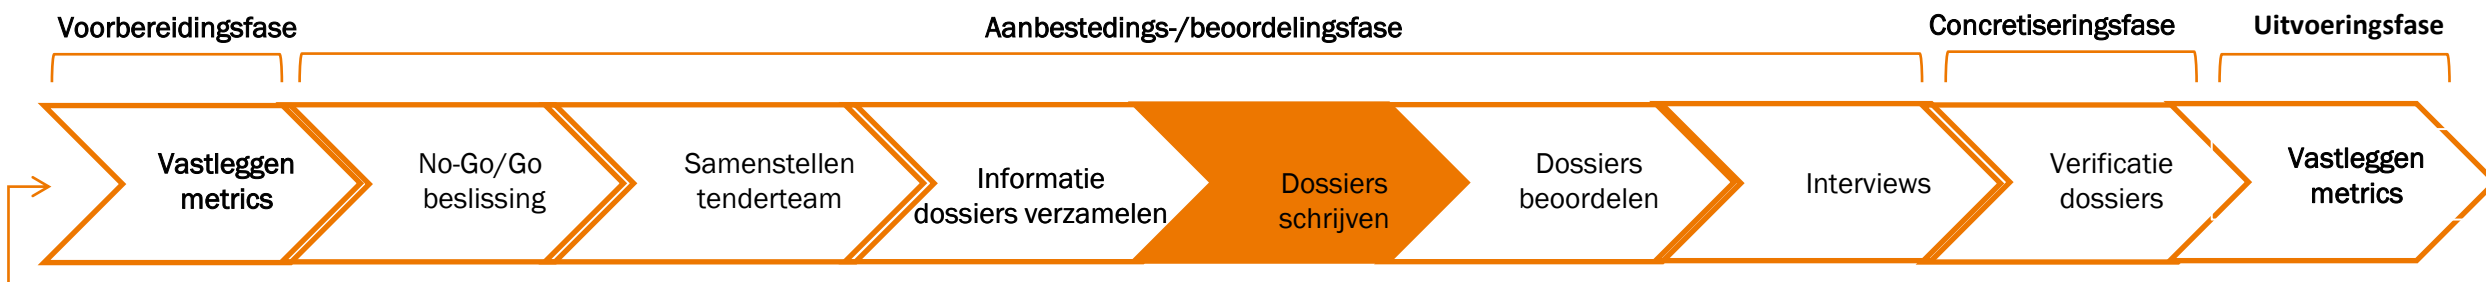 Voorbereidingsfase
Aanbestedings-/beoordelingsfase
Concretiseringsfase
Uitvoeringsfase
Vastleggen
metrics
No-Go/Go
beslissing
Samenstellen
tenderteam
Informatie
dossiers verzamelen
Dossiers
schrijven
Dossiers
beoordelen
Interviews
Verificatie
dossiers
Vastleggen
metrics